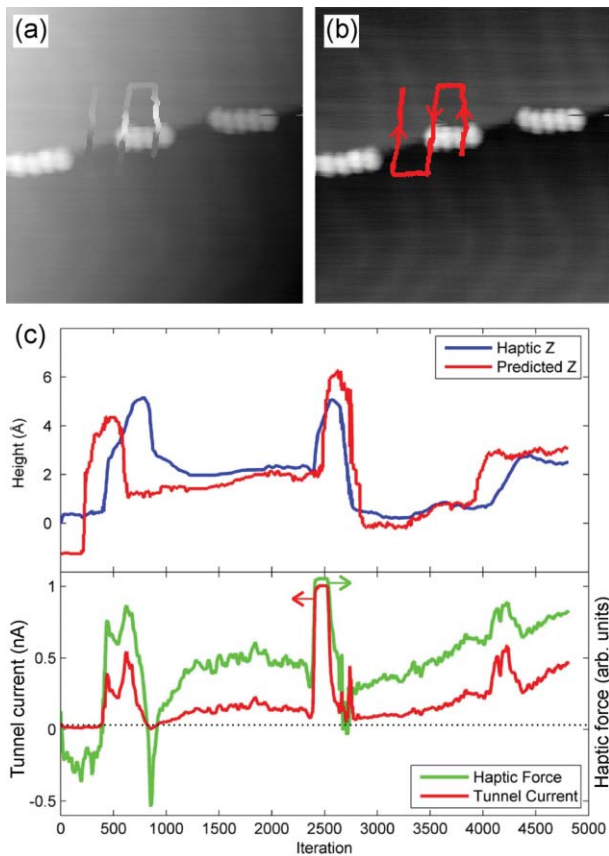 (a)
(b)
(c)
Haptic Z
Predicted Z
6
4
2
0
Height (Å)
1
0.5
0
-0.5
Tunnel current (nA)
Haptic force (arb. units)
Haptic Force
Tunnel Current
0 500 1000 1500 2000 2500 3000 3500 4000 4500 5000
Iteration